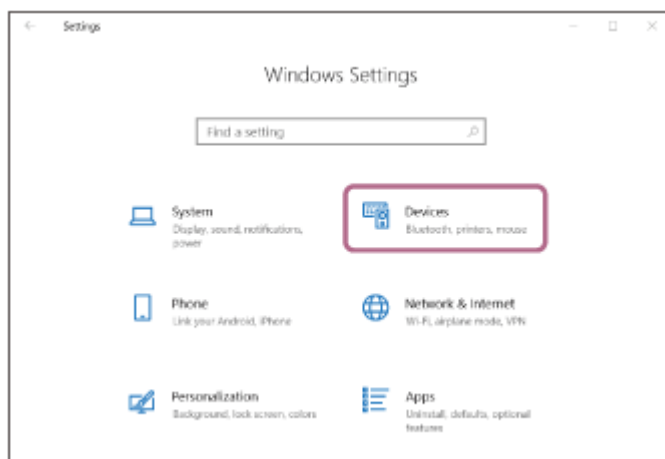 Settings
Windows Settings
Find a setting
System
Display, sound, notifications,
power
Devices
Bluetooth, printers, mouse
Phone
Link your Android, iPhone
Network & Internet
Wi-Fi, airplane mode, VPN
Personalization
Background, lock screen, colors
Apps
Uninstall, defaults, optional
features